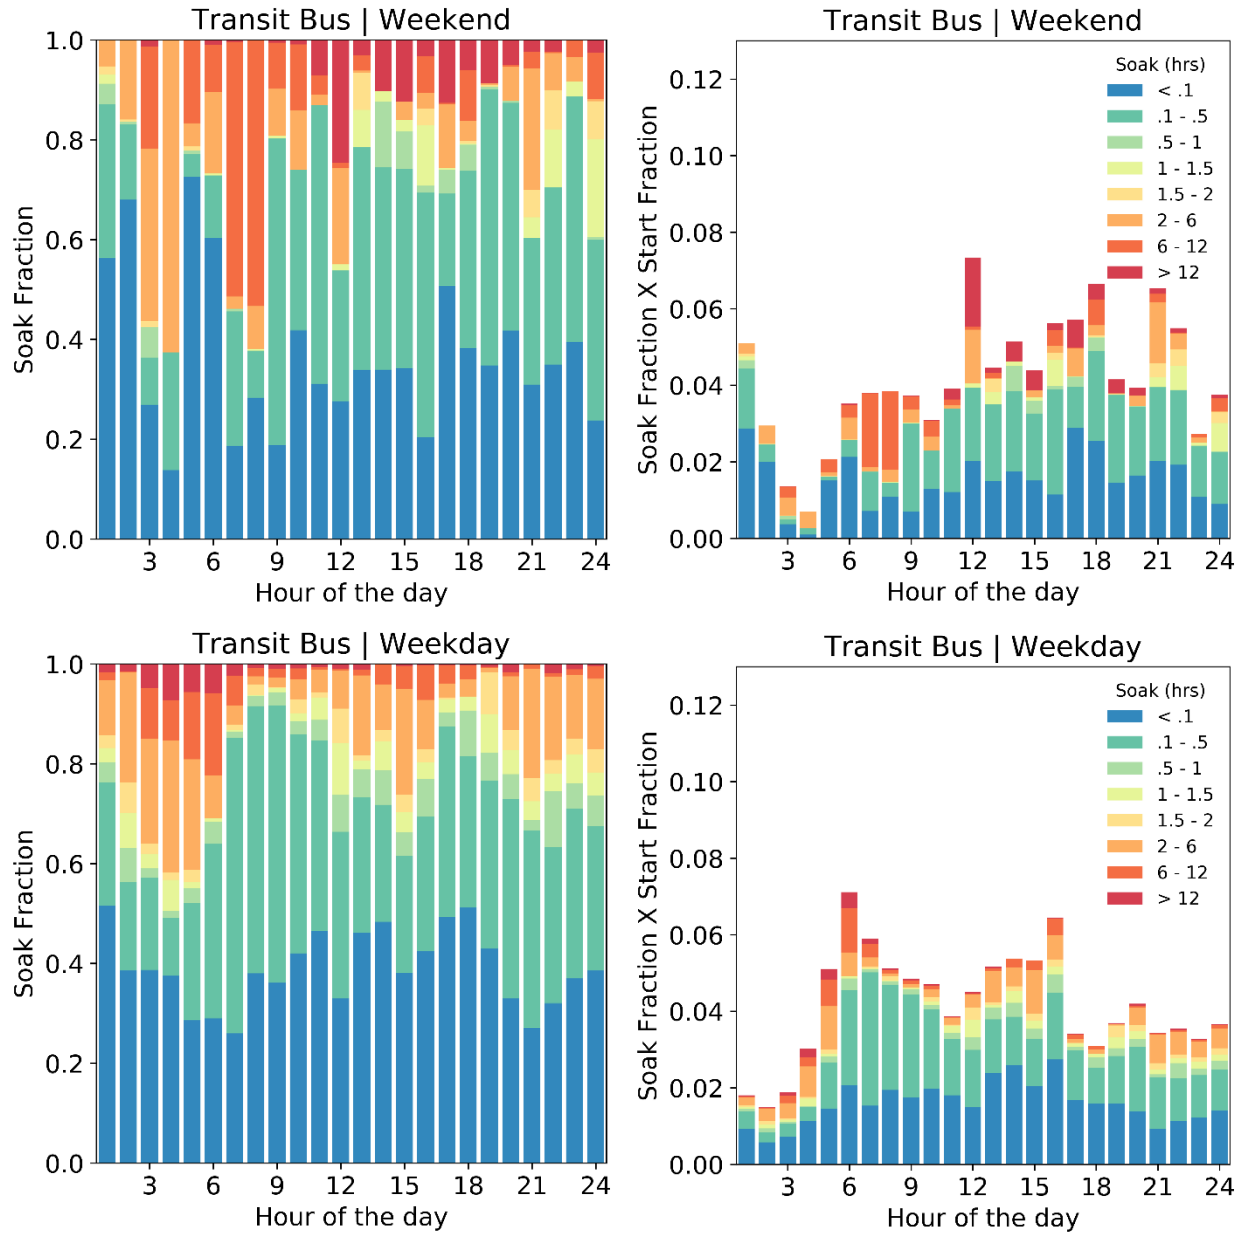 Transit Bus | Weekend
Soak Fraction
1.0
0.8
0.6
0.4
0.2
0.0
3 6 9 12 15 18 21 24
Hour of the day
Transit Bus | Weekend
Soak Fraction X Start Fraction
0.12
0.10
0.08
0.06
0.04
0.02
0.00
Soak (hrs)
< .1
.1 - .5
.5 - 1
1 - 1.5
1.5 - 2
2 - 6
6 - 12
> 12
3 6 9 12 15 18 21 24
Hour of the day
Transit Bus | Weekday
Soak Fraction
1.0
0.8
0.6
0.4
0.2
0.0
3 6 9 12 15 18 21 24
Hour of the day
Transit Bus | Weekday
Soak Fraction X Start Fraction
0.12
0.10
0.08
0.06
0.04
0.02
0.00
Soak (hrs)
< .1
.1 - .5
.5 - 1
1 - 1.5
1.5 - 2
2 - 6
6 - 12
> 12
3 6 9 12 15 18 21 24
Hour of the day